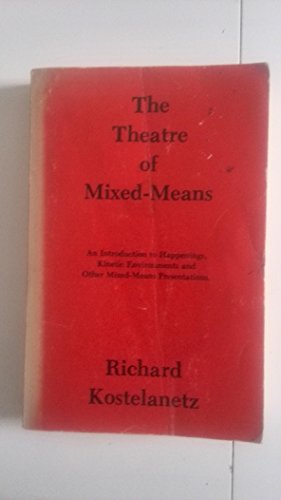 The
Theatre
of
Mixed-Means
An Introduction to Happenings,
Kinetic Environments and
Other Mixed-Means Presentations.
Richard
Kostelanetz